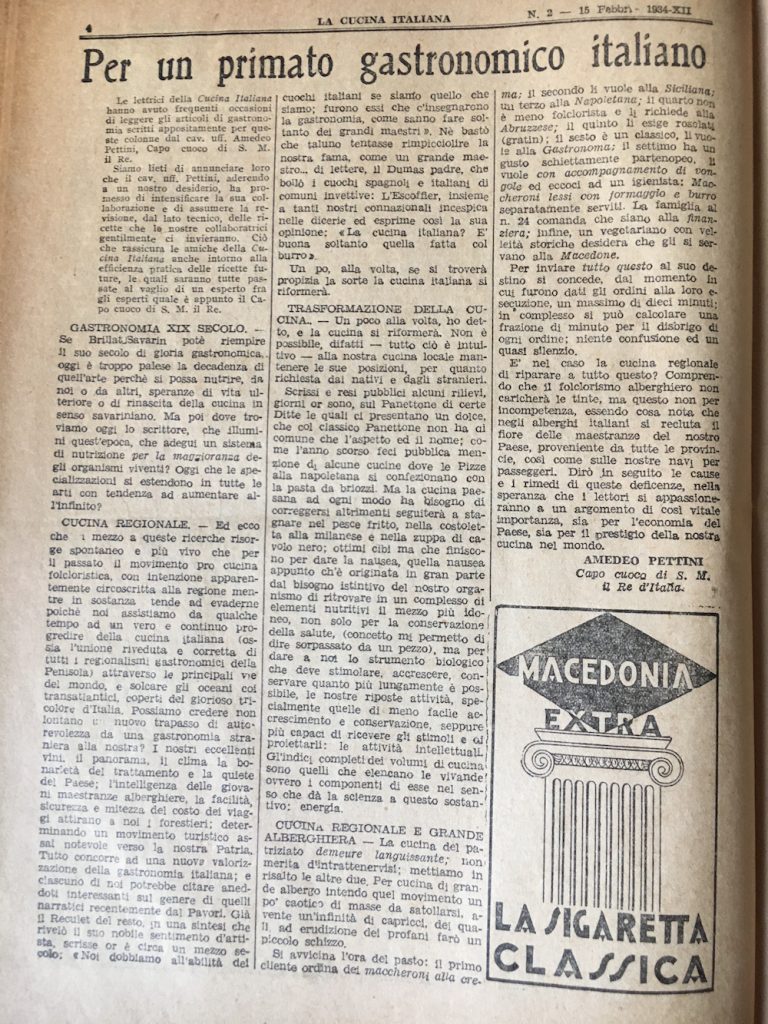 4
LA CUCINA ITALIANA
N. 2 — 15 Febbr. 1934-XII
Per un primato gastronomico italiano
Le lettrici della Cucina Italiana
hanno avuto frequenti occasioni
di leggere gli articoli di gastrono-
mia scritti appositamente per que-
ste colonne dal cav. uff. Amedeo
Pettini, Capo cuoco di S. M.
il Re.
Siamo lieti di annunciare loro
che il cav. uff. Pettini, aderendo
a un nostro desiderio, ha pro-
messo di intensificare la sua col-
laborazione e di assumere la re-
visione, dal lato tecnico, delle ri-
cette che le nostre collaboratrici
gentilmente ci invieranno. Ciò
che rassicura le amiche della
Cucina Italiana anche intorno alla
efficienza pratica delle ricette fu-
ture, le quali saranno tutte pas-
sate al vaglio di un esperto fra
gli esperti quale è appunto il Ca-
po cuoco di S. M. il Re.
GASTRONOMIA XIX SECOLO. —
Se Brillat Savarin potè riempire
il suo secolo di gloria gastronomica,
oggi è troppo palese la decadenza di
quell'arte perchè si possa nutrire, da
noi o da altri, speranze di vita ul-
teriore o di rinascita della cucina in
senso savariniano. Ma poi dove tro-
viamo oggi lo scrittore, che illumi-
ni quest'epoca, che adegui un sistema
di nutrizione per la maggioranza de-
gli organismi viventi? Oggi che le spe-
cializzazioni si estendono in tutte le
arti con tendenza ad aumentare al-
l'infinito?
CUCINA REGIONALE. — Ed ecco
che i mezzo a queste ricerche risor-
ge spontaneo e più vivo che per
il passato il movimento pro cucina
folcloristica, con intenzione apparen-
temente circoscritta alla regione men-
tre in sostanza tende ad evaderne
poichè noi assistiamo da qualche
tempo ad un vero e continuo pro-
gredire della cucina italiana (os-
sia l'unione riveduta e corretta di
tutti i regionalismi gastronomici della
Penisola) attraverso le principali vie
del mondo, e solcare gli oceani coi
transatlantici, coperti del glorioso tri-
colore d'Italia. Possiamo credere non
lontano u nuovo trapasso di auto-
revolezza da una gastronomia stra-
niera alla nostra? I nostri eccellenti
vini, il panorama, il clima la bo-
narietà del trattamento e la quiete
del Paese; l'intelligenza delle giova-
ni maestranze alberghiere, la facilità,
sicurezza e mitezza del costo dei viag-
gi attirano a noi i forestieri; deter-
minando un movimento turistico as-
sai notevole verso la nostra Patria.
Tutto concorre ad una nuova valoriz-
zazione della gastronomia italiana; e
ciascuno di noi potrebbe citare aned-
doti interessanti sul genere di quelli
narratici recentemente dal Pavori. Già
il Reculet del resto, in una sintesi che
rivelò il suo nobile sentimento d'arti-
sta, scrisse or è circa un mezzo se-
colo; «Noi dobbiamo all'abilità dei
cuochi italiani se siamo quello che
siamo; furono essi che c'insegnarono
la gastronomia, come sanno fare sol-
tanto dei grandi maestri». Nè bastò
che taluno tentasse rimpicciolire la
nostra fama, come un grande mae-
stro... di lettere, il Dumas padre, che
bollò i cuochi spagnoli e italiani di
comuni invettive: L'Escoffier, insieme
a tanti nostri connazionali incespica
nelle dicerie ed esprime così la sua
opinione; «La cucina italiana? E'
buona soltanto quella fatta col
burro».
Un po, alla volta, se si troverà
propizia la sorte la cucina italiana si
riformerà.
TRASFORMAZIONE DELLA CU-
CINA. — Un poco alla volta, ho det-
to, e la cucina si riformerà. Non è
possibile, difatti — tutto ciò è intui-
tivo — alla nostra cucina locale man-
tenere le sue posizioni, per quanto
richiesta dai nativi e dagli stranieri.
Scrissi e resi pubblici alcuni rilievi,
giorni or sono, sul Panettone di certe
Ditte le quali ci presentano un dolce,
che col classico Panettone non ha di
comune che l'aspetto ed il nome; co-
me l'anno scorso feci pubblica men-
zione di alcune cucine dove le Pizze
alla napoletana si confezionano con
la pasta da briozzi. Ma la cucina pae-
sana ad ogni modo ha bisogno di
correggersi altrimenti seguiterà a sta-
gnare nel pesce fritto, nella costolet-
ta alla milanese e nella zuppa di ca-
volo nero; ottimi cibi ma che finisco-
no per dare la nausea, quella nausea
appunto ch'è originata in gran parte
dal bisogno istintivo del nostro orga-
nismo di ritrovare in un complesso di
elementi nutritivi il mezzo più ido-
neo, non solo per la conservazione
della salute, (concetto mi permetto di
dire sorpassato da un pezzo), ma per
dare a noi lo strumento biologico
che deve stimolare, accrescere, con-
servare quanto più lungamente è pos-
sibile, le nostre riposte attività, spe-
cialmente quelle di meno facile ac-
crescimento e conservazione, seppure
più capaci di ricevere gli stimoli e di
proiettarli: le attività intellettuali.
Gl'indici completi dei volumi di cucina
sono quelli che elencano le vivande
ovvero i componenti di esse nel sen-
so che dà la scienza a questo sostan-
tivo: energia.
CUCINA REGIONALE E GRANDE
ALBERGHIERA — La cucina del pa-
triziato demeure languissante; non
merita d'intrattenervisi; mettiamo in
risalto le altre due. Per cucina di gran-
de albergo intendo quel movimento un
po' caotico di masse da satollarsi, a-
vente un'infinità di capricci, dei qua-
li, ad erudizione dei profani farò un
piccolo schizzo.
Si avvicina l'ora del pasto: il primo
cliente ordina dei maccheroni alla cre-
ma; il secondo li vuole alla Siciliana;
un terzo alla Napoletana; il quarto non
è meno folclorista e li richiede alla
Abruzzese; il quinto li esige rosolati
(gratin); il sesto è un classico, li vuo-
le alla Gastronoma; il settimo ha un
gusto schiettamente partenopeo, li
vuole con accompagnamento di von-
gole ed eccoci ad un igienista: Mac-
cheroni lessi con formaggio e burro
separatamente serviti. La famiglia al
n. 24 comanda che siano alla finan-
ziera; infine, un vegetariano con vel-
leità storiche desidera che gli si ser-
vano alla Macedone.
Per inviare tutto questo al suo de-
stino si concede, dal momento in
cui furono dati gli ordini alla loro e-
secuzione, un massimo di dieci minuti;
in complesso si può calcolare una
frazione di minuto per il disbrigo di
ogni ordine; niente confusione ed un
quasi silenzio.
E' nel caso la cucina regionale
di riparare a tutto questo? Compren-
do che il folclorismo alberghiero non
caricherà le tinte, ma questo non per
incompetenza, essendo cosa nota che
negli alberghi italiani si recluta il
fiore delle maestranze del nostro
Paese, proveniente da tutte le provin-
cie, così come sulle nostre navi per
passeggeri. Dirò in seguito le cause
e i rimedi di queste deficenze, nella
speranza che i lettori si appassione-
ranno a un argomento di così vitale
importanza, sia per l'economia del
Paese, sia per il prestigio della nostra
cucina nel mondo.
AMEDEO PETTINI
Capo cuoco di S. M.
il Re d'Italia.
MACEDONIA
EXTRA
LA SIGARETTA
CLASSICA